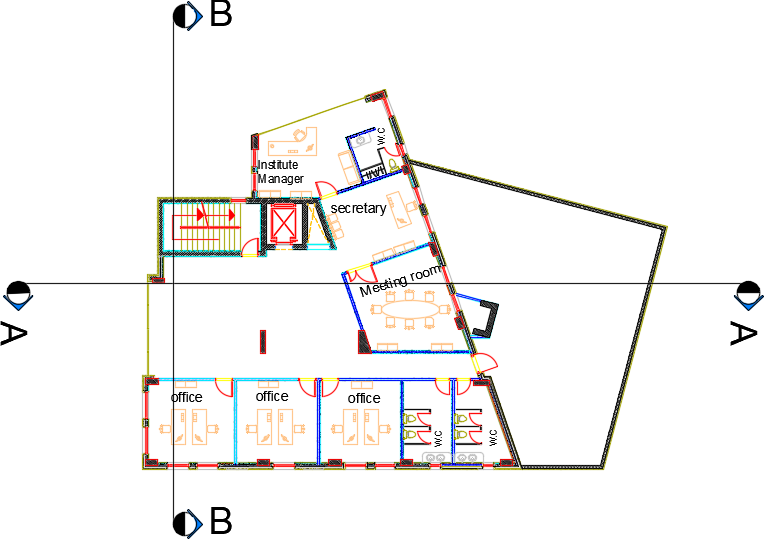 B
w.c
Institute
Manager
secretary
Meeting room
A
A
office
office
office
w.c
w.c
B